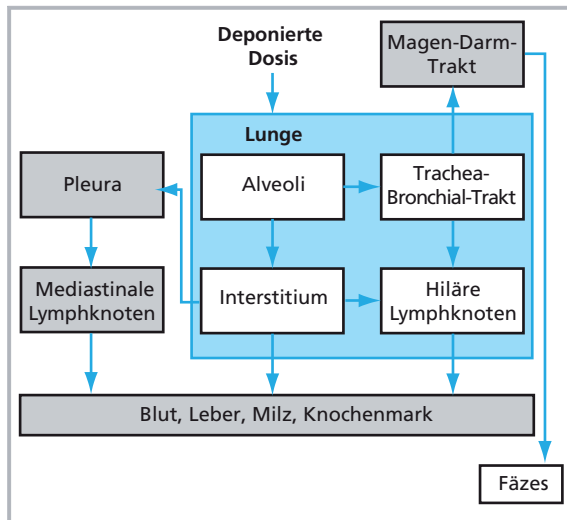 Deponierte
Dosis
Magen-Darm-
Trakt
Lunge
Pleura
Alveoli
Trachea-
Bronchial-Trakt
Mediastinale
Lymphknoten
Interstitium
Hiläre
Lymphknoten
Blut, Leber, Milz, Knochenmark
Fäzes